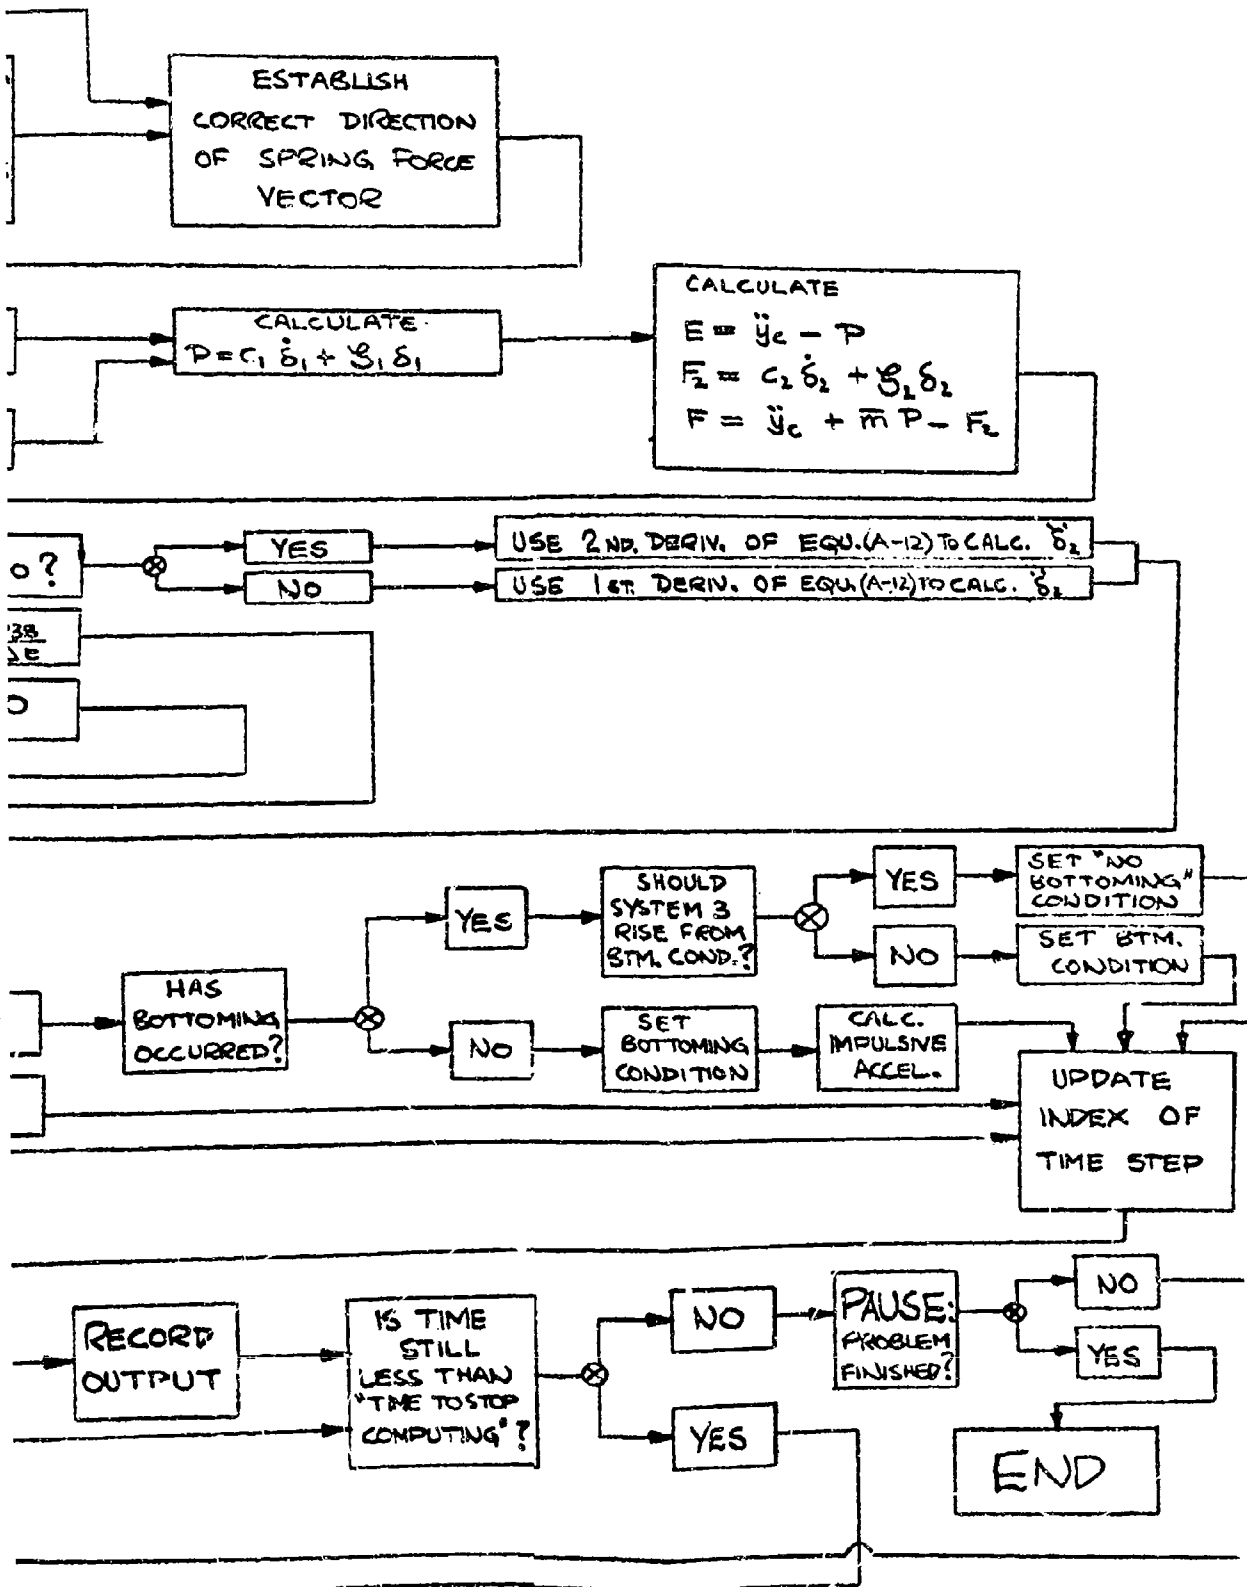 ESTABLISH
CORRECT DIRECTION
OF SPRING FORCE
VECTOR
CALCULATE
P = C₁ δ̇₁ + ξ₁ δ₁
CALCULATE
E = ÿc - P
F₂ = C₂ δ̇₂ + ξ₂ δ₂
F = ÿc + m̅ P - F₂
0?
YES
USE 2ND. DERIV. OF EQU.(A-12) TO CALC. δ̈₂
NO
USE 1ST. DERIV. OF EQU.(A-12) TO CALC. δ̈₂
O
HAS
BOTTOMING
OCCURRED?
YES
SHOULD
SYSTEM 3
RISE FROM
BTM. COND.?
YES
SET "NO
BOTTOMING"
CONDITION
NO
SET BTM.
CONDITION
NO
SET
BOTTOMING
CONDITION
CALC.
IMPULSIVE
ACCEL.
UPDATE
INDEX OF
TIME STEP
RECORD
OUTPUT
IS TIME
STILL
LESS THAN
"TIME TO STOP
COMPUTING"?
NO
YES
PAUSE:
PROBLEM
FINISHED?
NO
YES
END